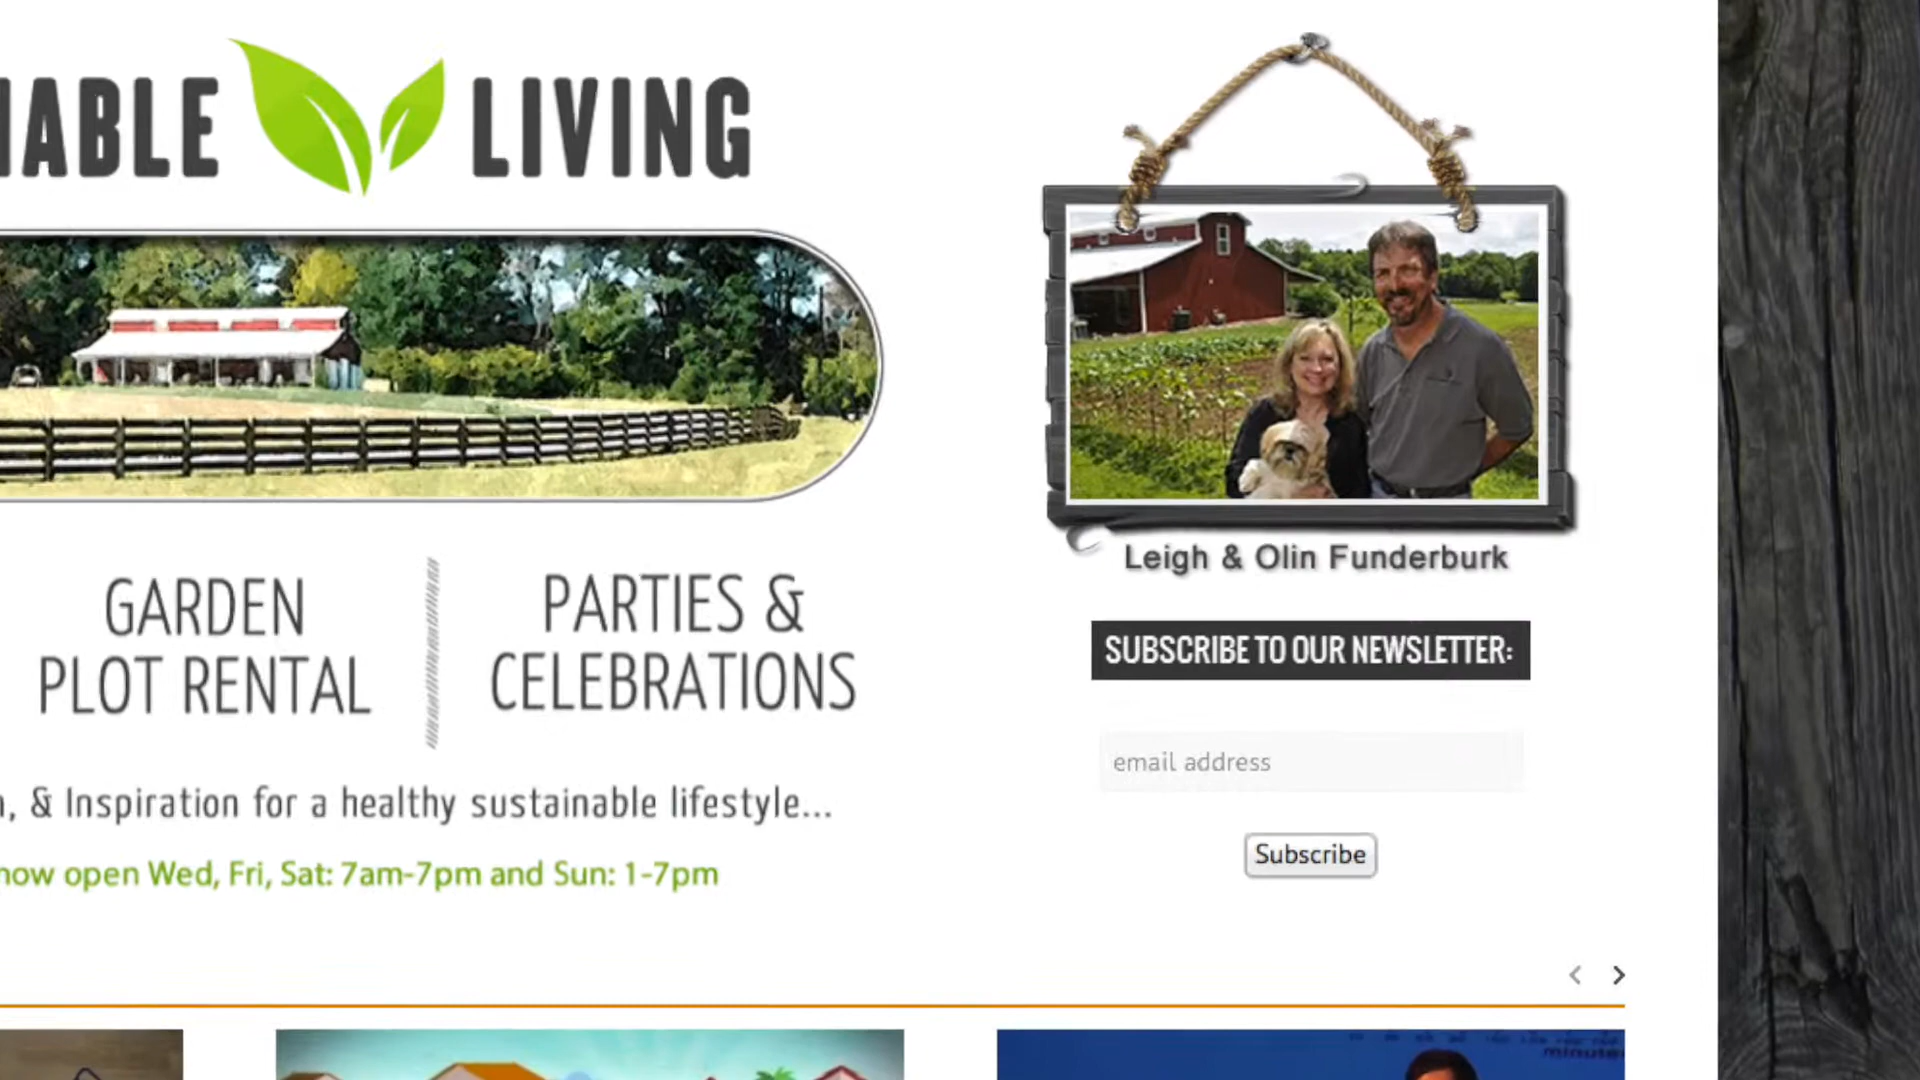 LIVING
Leigh & Olin Funderburk
GARDEN
PLOT RENTAL
PARTIES &
CELEBRATIONS
SUBSCRIBE TO OUR NEWSLETTER:
email address
Subscribe
& Inspiration for a healthy sustainable lifestyle...
now open Wed, Fri, Sat: 7am-7pm and Sun: 1-7pm